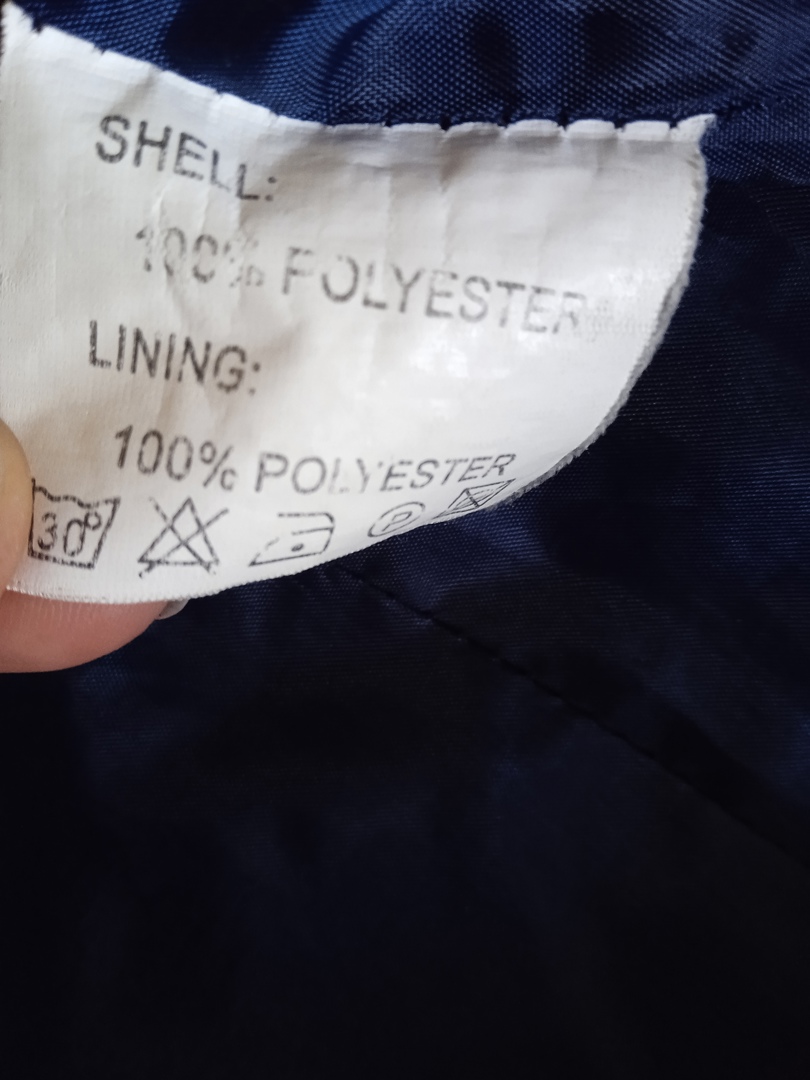 SHELL:
100% POLYESTER
LINING:
100% POLYESTER
30°
P